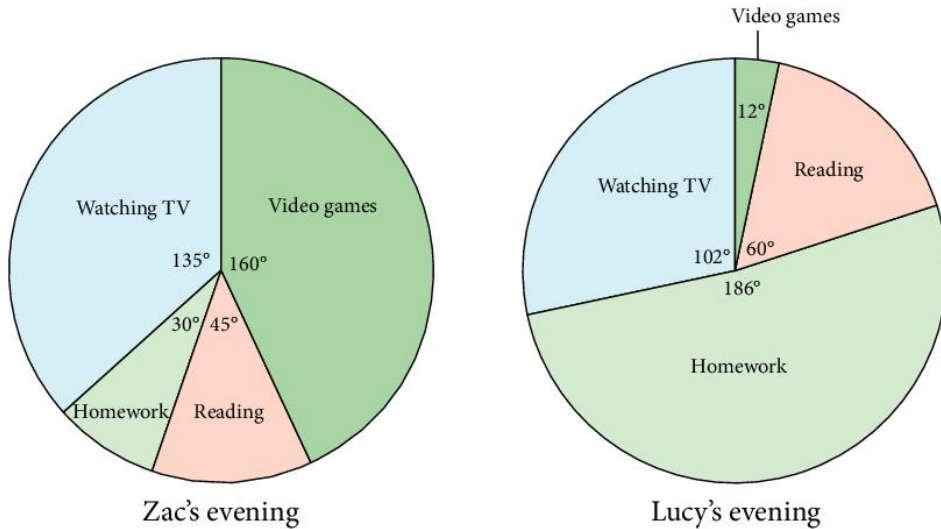 Video games
Watching TV
Video games
135°
160°
30°
45°
Homework
Reading
Zac's evening
12°
Reading
Watching TV
102°
60°
186°
Homework
Lucy's evening